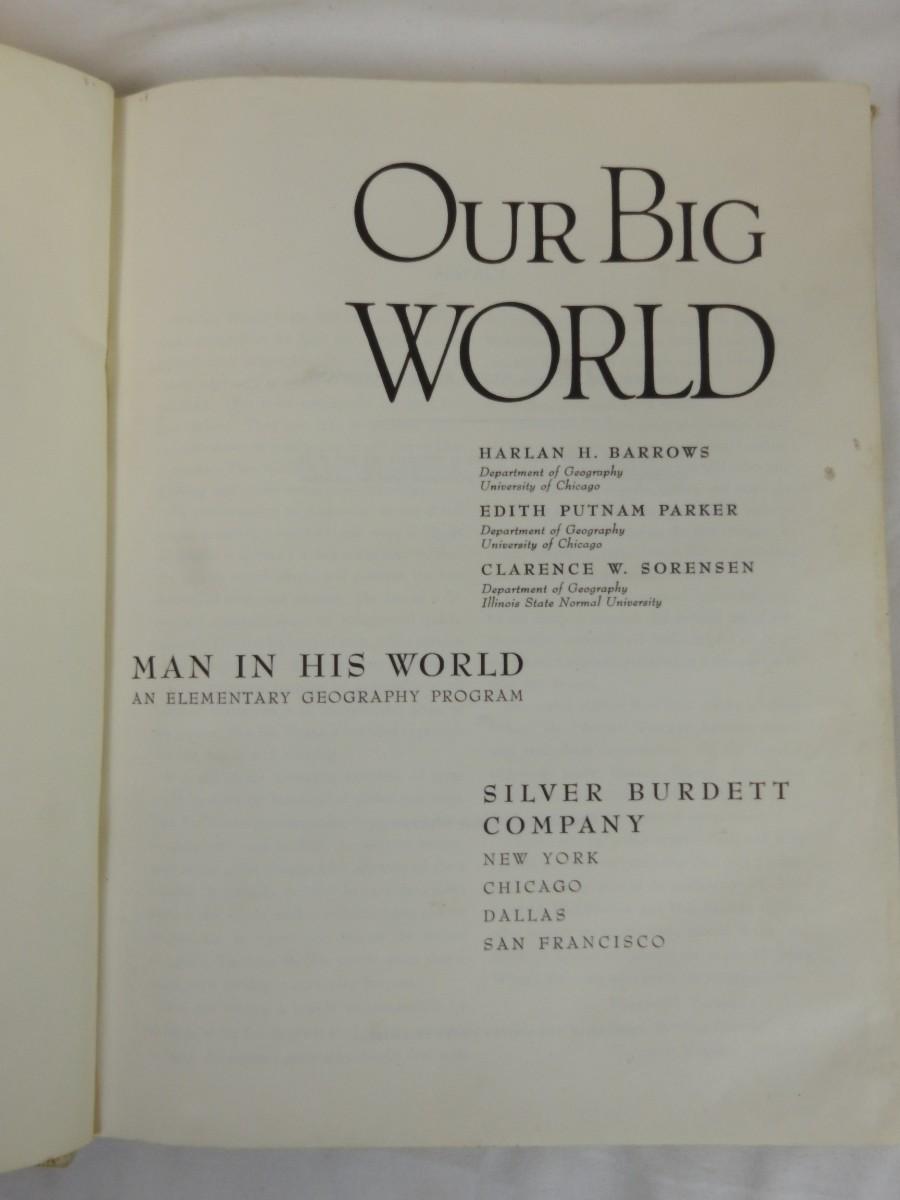 OUR BIG
WORLD
HARLAN H. BARROWS
Department of Geography
University of Chicago
EDITH PUTNAM PARKER
Department of Geography
University of Chicago
CLARENCE W. SORENSEN
Department of Geography
Illinois State Normal University
MAN IN HIS WORLD
AN ELEMENTARY GEOGRAPHY PROGRAM
SILVER BURDETT
COMPANY
NEW YORK
CHICAGO
DALLAS
SAN FRANCISCO